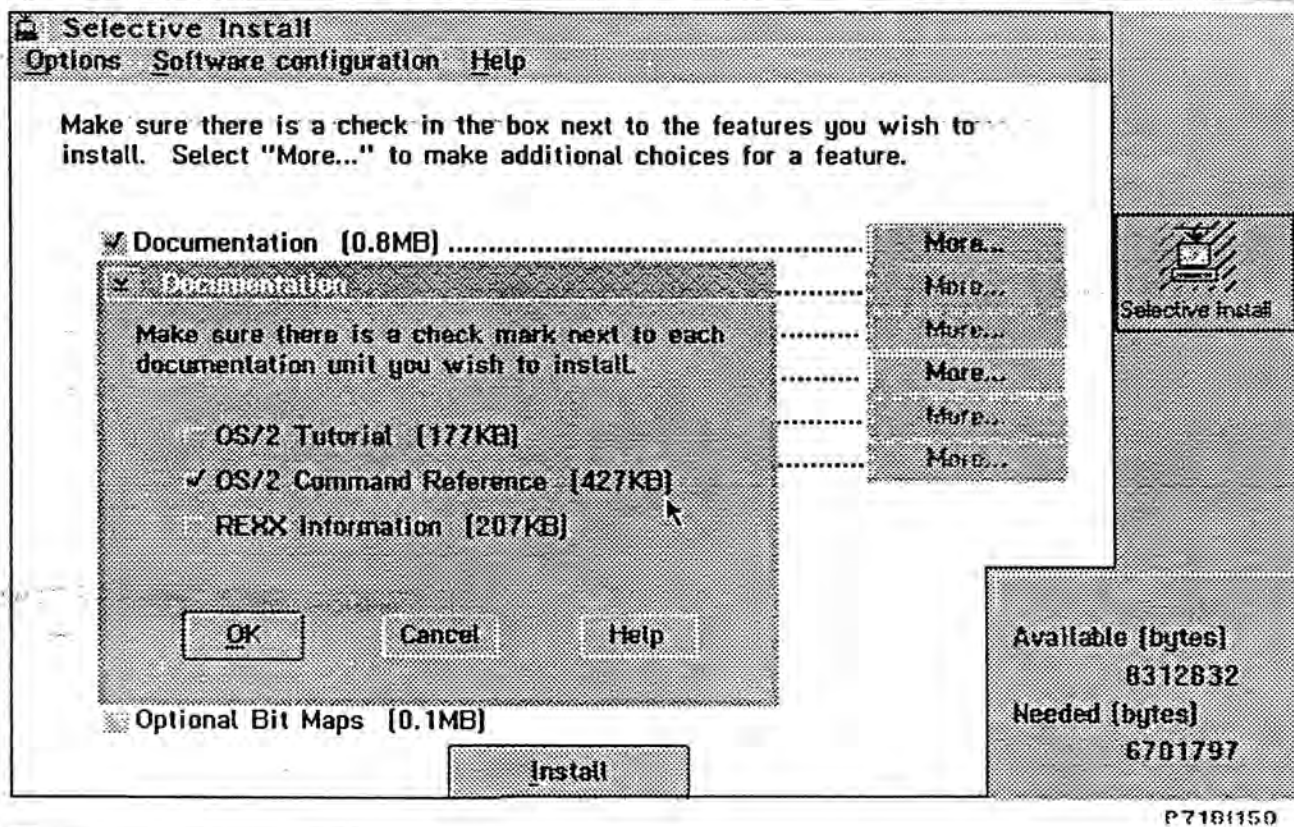 Selective Install
Options Software configuration Help
Make sure there is a check in the box next to the features you wish to
install. Select "More..." to make additional choices for a feature.
Documentation (0.8MB) ........................................ More...
Documentation
More...
Make sure there is a check mark next to each
documentation unit you wish to install.
More...
More...
More...
More...
OS/2 Tutorial (177KB)
OS/2 Command Reference (427KB)
REXX Information (207KB)
OK Cancel Help
Optional Bit Maps (0.1MB)
Install
Selective Install
Available (bytes)
8312832
Needed (bytes)
6701797
P718I150